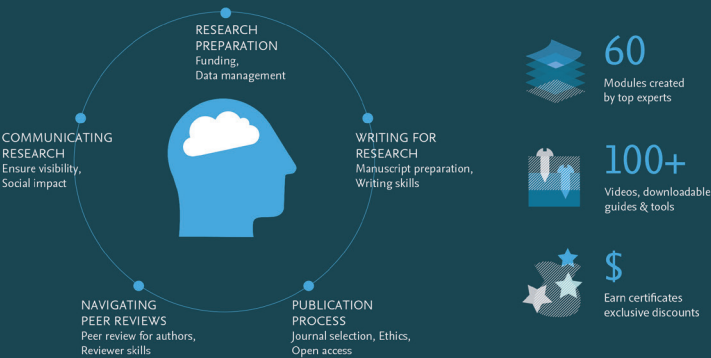 RESEARCH
PREPARATION
Funding,
Data management
COMMUNICATING
RESEARCH
Ensure visibility,
Social impact
WRITING FOR
RESEARCH
Manuscript preparation,
Writing skills
NAVIGATING
PEER REVIEWS
Peer review for authors,
Reviewer skills
PUBLICATION
PROCESS
Journal selection, Ethics,
Open access
60
Modules created
by top experts
100+
Videos, downloadable
guides & tools
$
Earn certificates
exclusive discounts